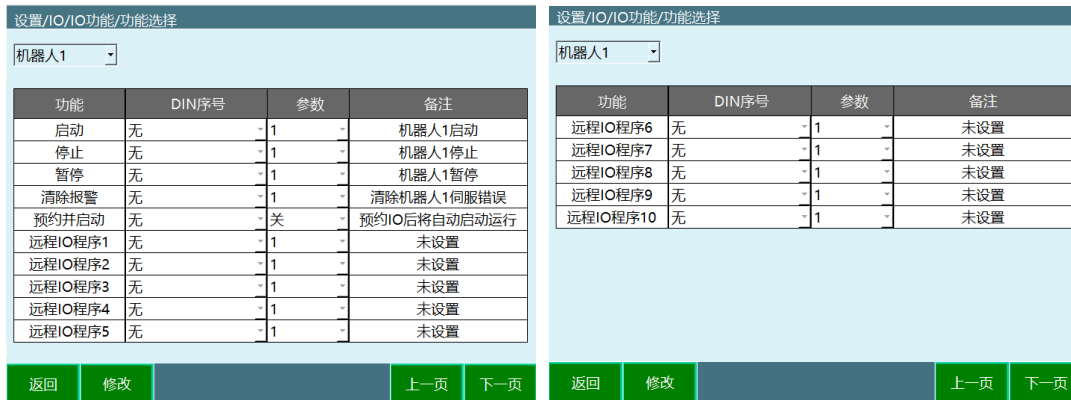 设置/IO/IO功能/功能选择
机器人1
功能 DIN序号 参数 备注
启动 无 1 机器人1启动
停止 无 1 机器人1停止
暂停 无 1 机器人1暂停
清除报警 无 1 清除机器人1伺服错误
预约并启动 无 关 预约IO后将自动启动运行
远程IO程序1 无 1 未设置
远程IO程序2 无 1 未设置
远程IO程序3 无 1 未设置
远程IO程序4 无 1 未设置
远程IO程序5 无 1 未设置
返回 修改 上一页 下一页
设置/IO/IO功能/功能选择
机器人1
功能 DIN序号 参数 备注
远程IO程序6 无 1 未设置
远程IO程序7 无 1 未设置
远程IO程序8 无 1 未设置
远程IO程序9 无 1 未设置
远程IO程序10 无 1 未设置
返回 修改 上一页 下一页